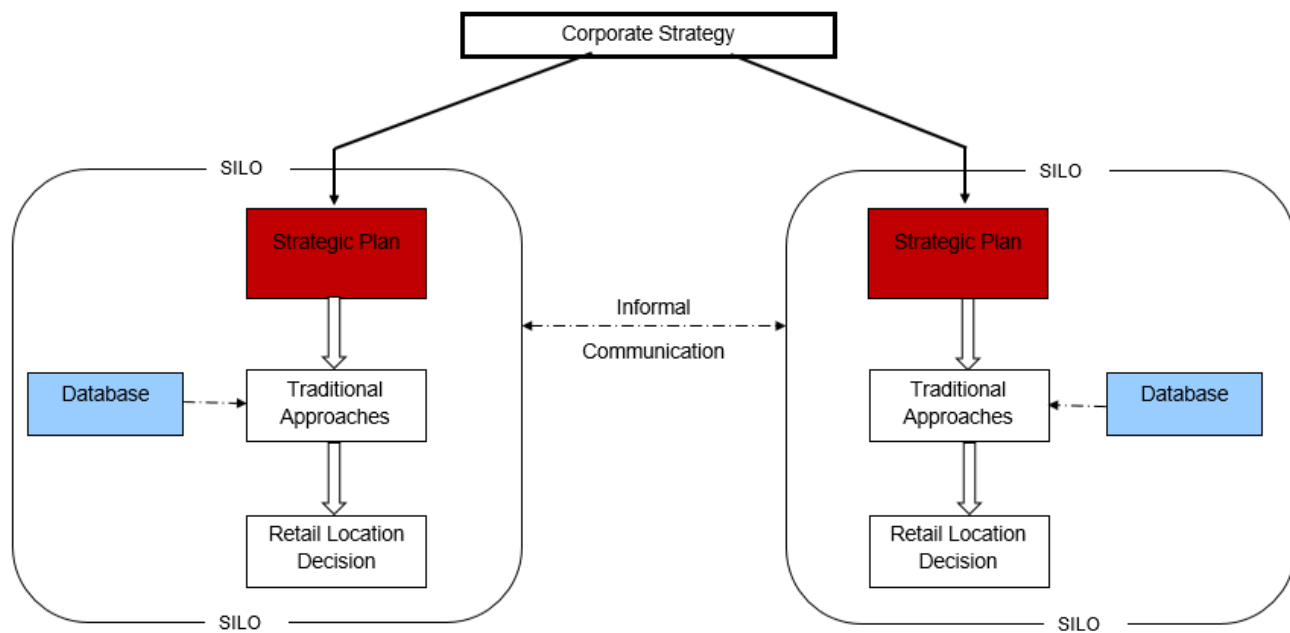 Corporate Strategy
SILO
SILO
Strategic Plan
Strategic Plan
Informal
Communication
Database
Traditional
Approaches
Traditional
Approaches
Database
Retail Location
Decision
Retail Location
Decision
SILO
SILO